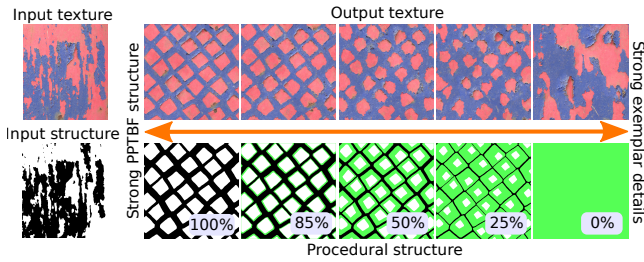 Input texture
Output texture
Input structure
Strong PPTBF structure
Strong exemplar details
100%
85%
50%
25%
0%
Procedural structure